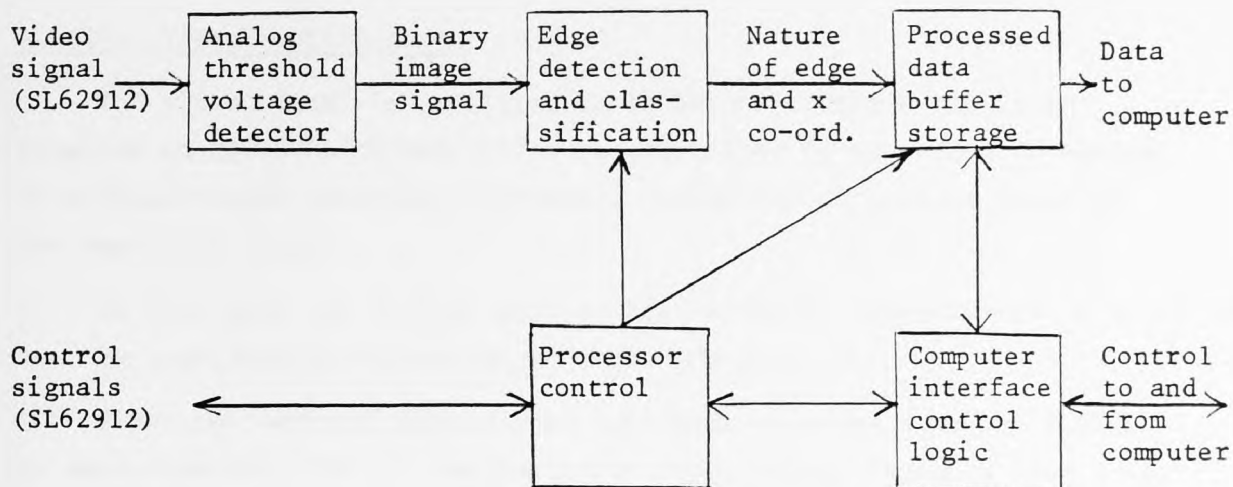 Video
signal
(SL62912)
Analog
threshold
voltage
detector
Binary
image
signal
Edge
detection
and clas-
sification
Nature
of edge
and x
co-ord.
Processed
data
buffer
storage
Data
to
computer
Control
signals
(SL62912)
Processor
control
Computer
interface
control
logic
Control
to and
from
computer